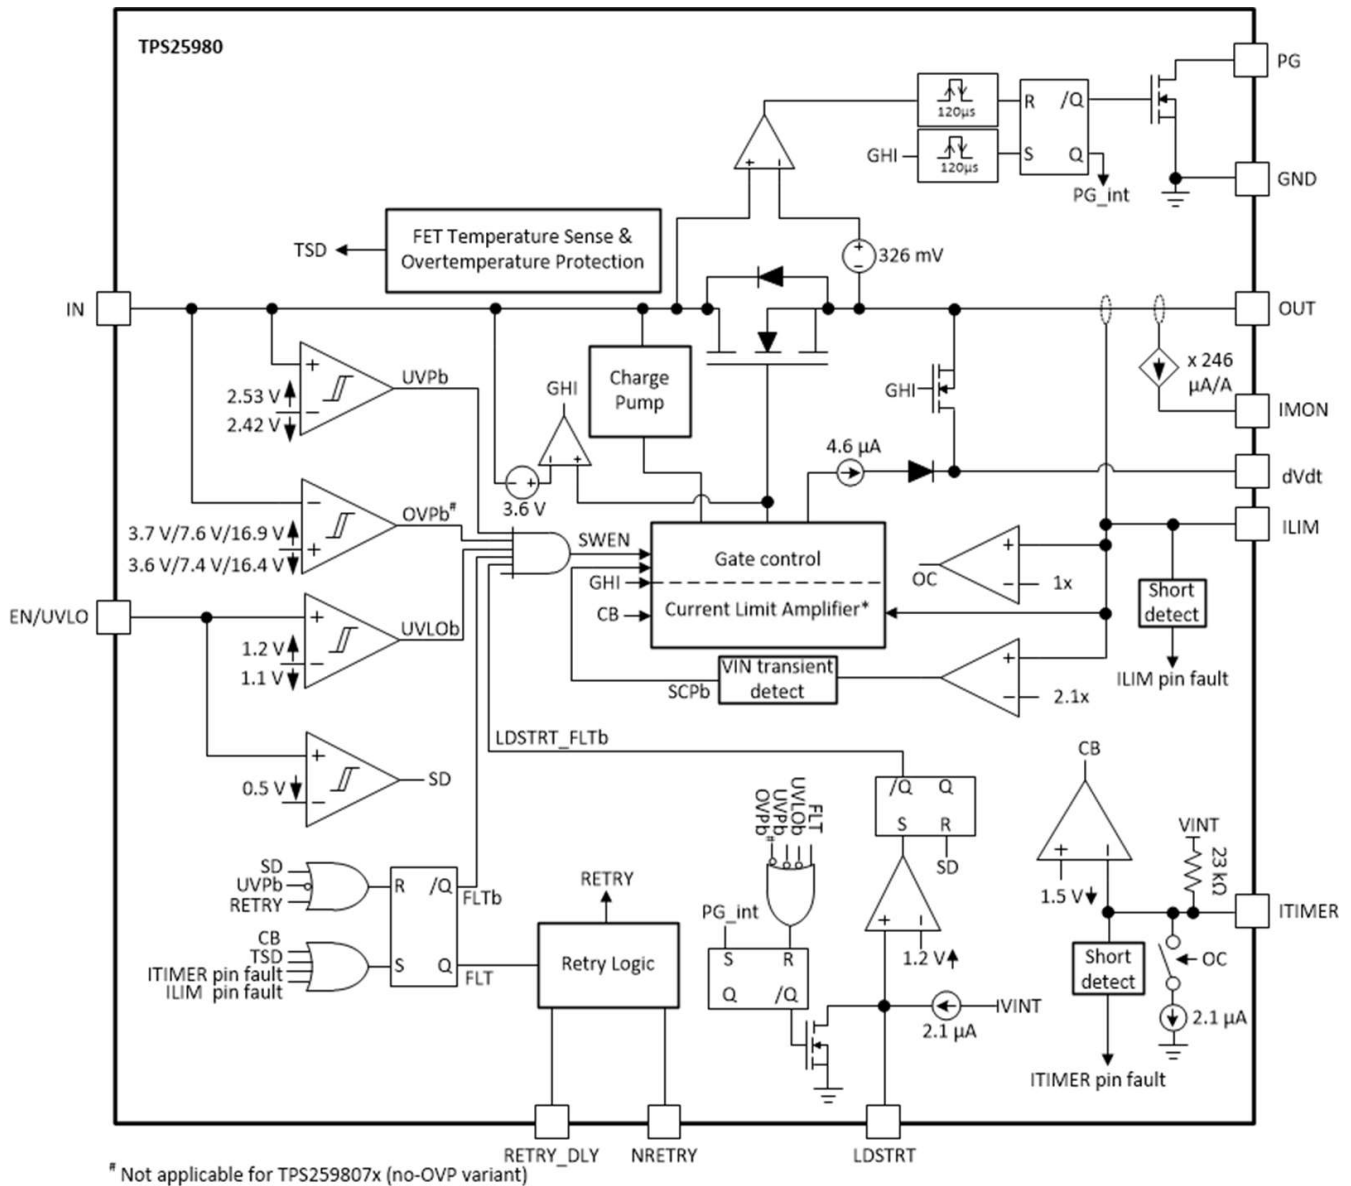 TPS25980
PG
R
/Q
120µs
GHI
120µs
S
Q
PG_int
GND
FET Temperature Sense &
Overtemperature Protection
TSD
326 mV
IN
OUT
+
-
UVPb
2.53 V
2.42 V
GHI
Charge
Pump
GHI
x 246
µA/A
IMON
4.6 µA
dVdt
3.6 V
OVPb#
3.7 V/7.6 V/16.9 V
3.6 V/7.4 V/16.4 V
SWEN
GHI
CB
Gate control
Current Limit Amplifier*
OC
1x
ILIM
Short
detect
ILIM pin fault
EN/UVLO
UVLOb
1.2 V
1.1 V
SCPb
VIN transient
detect
2.1x
LDSTRT_FLTb
0.5 V
SD
CB
/Q Q
S R
SD
OVPb#
UVPb
UVLOb
FLT
VINT
23 kΩ
1.5 V
ITIMER
SD
UVPb
RETRY
R
/Q
FLTb
CB
TSD
ITIMER pin fault
ILIM pin fault
S
Q
FLT
RETRY
Retry Logic
PG_int
S R
Q /Q
1.2 V
2.1 µA
VINT
Short
detect
OC
2.1 µA
ITIMER pin fault
RETRY_DLY
NRETRY
LDSTRT
# Not applicable for TPS259807x (no-OVP variant)